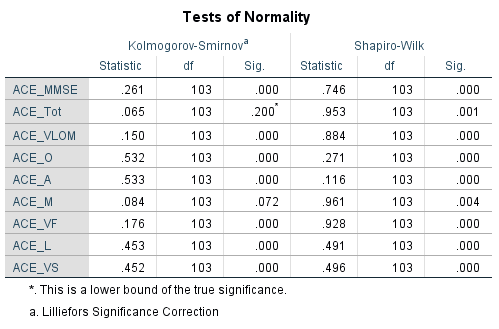 Tests of Normality
Kolmogorov-Smirnovᵃ Shapiro-Wilk
Statistic df Sig. Statistic df Sig.
ACE_MMSE .261 103 .000 .746 103 .000
ACE_Tot .065 103 .200* .953 103 .001
ACE_VLOM .150 103 .000 .884 103 .000
ACE_O .532 103 .000 .271 103 .000
ACE_A .533 103 .000 .116 103 .000
ACE_M .084 103 .072 .961 103 .004
ACE_VF .176 103 .000 .928 103 .000
ACE_L .453 103 .000 .491 103 .000
ACE_VS .452 103 .000 .496 103 .000
*. This is a lower bound of the true significance.
a. Lilliefors Significance Correction